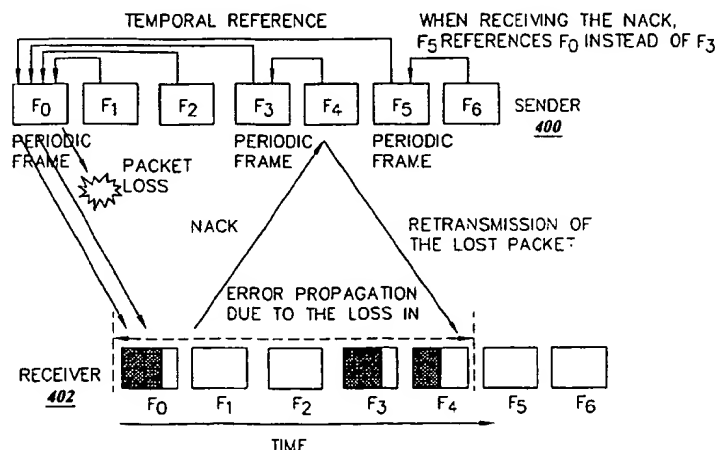 TEMPORAL REFERENCE
WHEN RECEIVING THE NACK,
F5 REFERENCES F0 INSTEAD OF F3
F0 F1 F2 F3 F4 F5 F6
SENDER
400
PERIODIC FRAME
PERIODIC FRAME
PERIODIC FRAME
PACKET LOSS
NACK
RETRANSMISSION OF
THE LOST PACKET
ERROR PROPAGATION
DUE TO THE LOSS IN
RECEIVER
402
F0 F1 F2 F3 F4 F5 F6
TIME